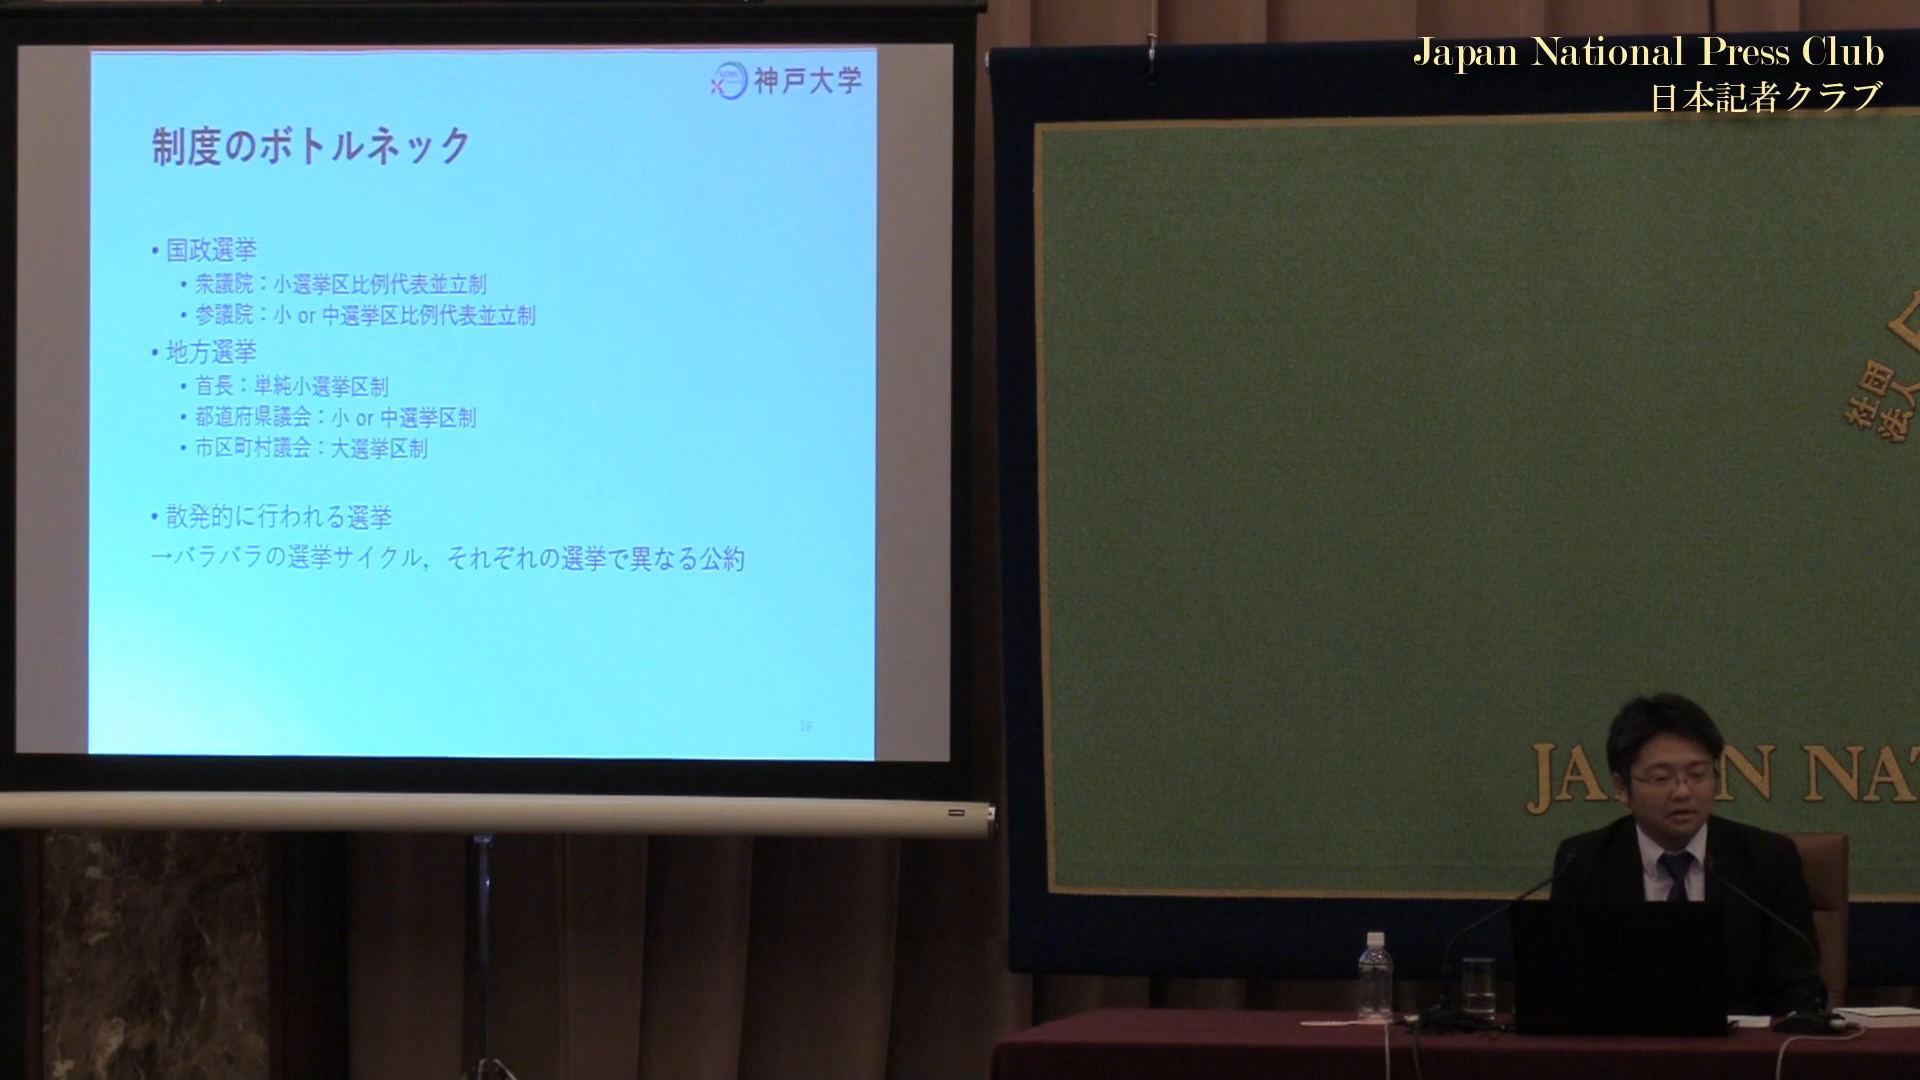 Japan National Press Club
日本記者クラブ
神戸大学
制度のボトルネック
• 国政選挙
• 衆議院：小選挙区比例代表並立制
• 参議院：小 or 中選挙区比例代表並立制
• 地方選挙
• 首長：単純小選挙区制
• 都道府県議会：小 or 中選挙区制
• 市区町村議会：大選挙区制
• 散発的に行われる選挙
→バラバラの選挙サイクル，それぞれの選挙で異なる公約
18
社団
法人
JAPAN NAT